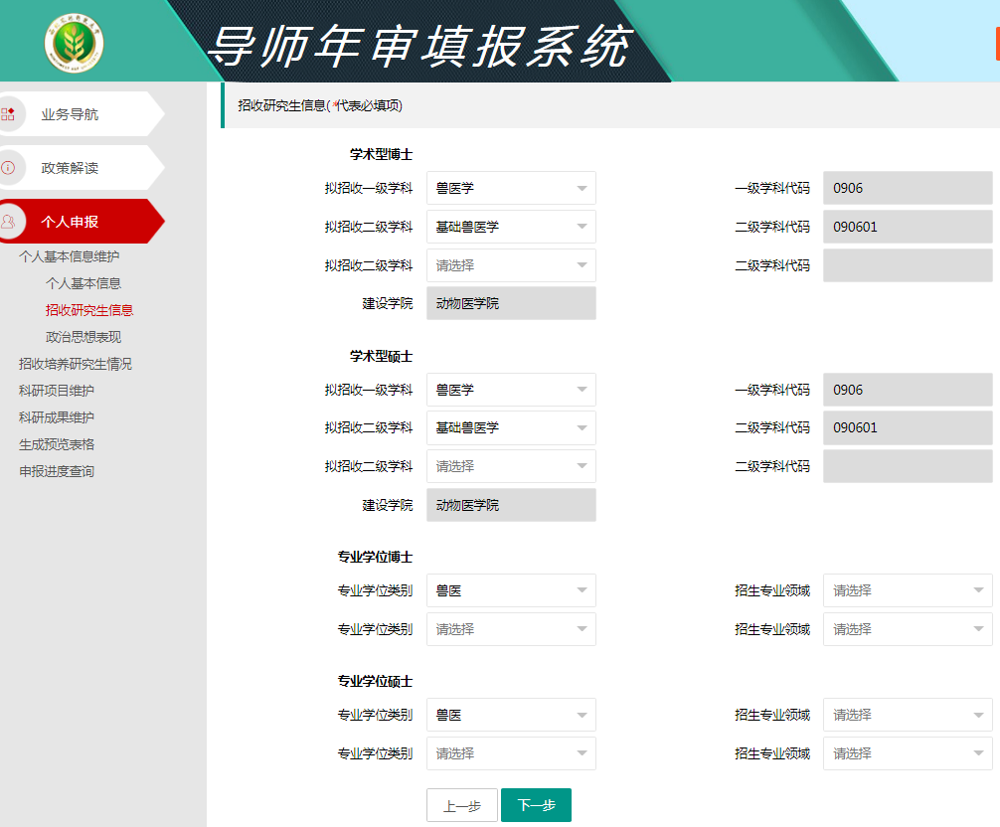 导师年审填报系统
业务导航
政策解读
个人申报
个人基本信息维护
个人基本信息
招收研究生信息
政治思想表现
招收培养研究生情况
科研项目维护
科研成果维护
生成预览表格
申报进度查询
招收研究生信息(*代表必填项)
学术型博士
拟招收一级学科 兽医学 一级学科代码 0906
拟招收二级学科 基础兽医学 二级学科代码 090601
拟招收二级学科 请选择 二级学科代码
建设学院 动物医学院
学术型硕士
拟招收一级学科 兽医学 一级学科代码 0906
拟招收二级学科 基础兽医学 二级学科代码 090601
拟招收二级学科 请选择 二级学科代码
建设学院 动物医学院
专业学位博士
专业学位类别 兽医 招生专业领域 请选择
专业学位类别 请选择 招生专业领域 请选择
专业学位硕士
专业学位类别 兽医 招生专业领域 请选择
专业学位类别 请选择 招生专业领域 请选择
上一步 下一步